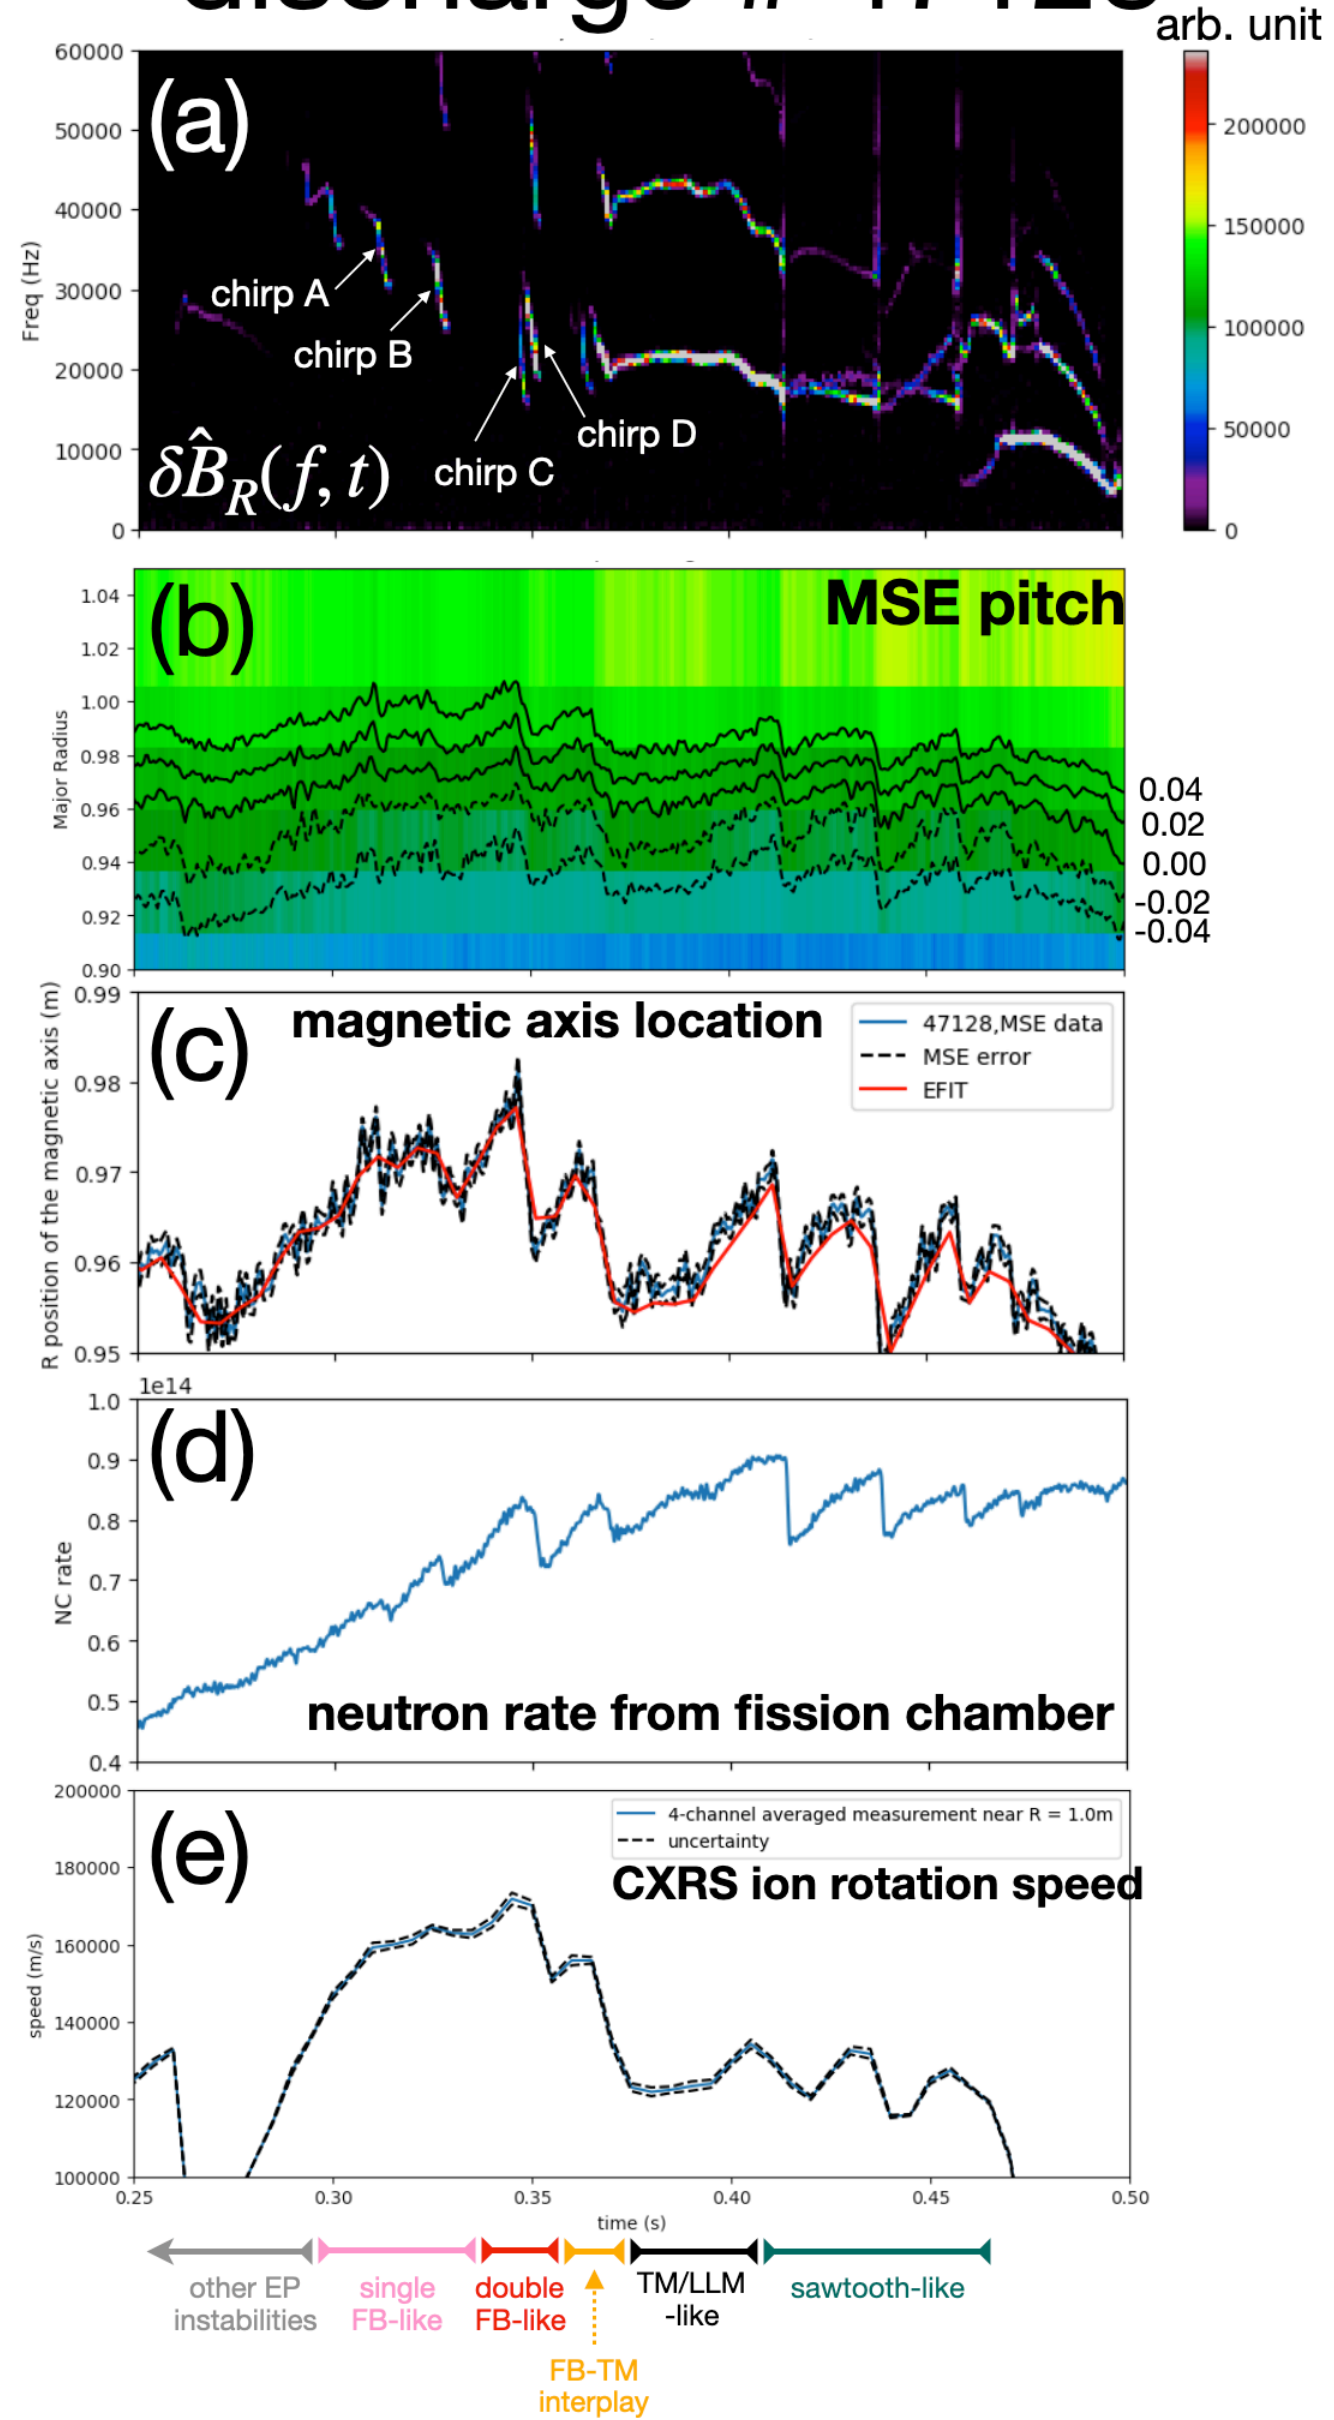 discharge # 47128
arb. unit
(a)
60000
50000
40000
30000
20000
10000
0
Freq (Hz)
chirp A
chirp B
chirp C
chirp D
δB̂_R(f, t)
200000
150000
100000
50000
0
(b)
MSE pitch
1.04
1.02
1.00
0.98
0.96
0.94
0.92
0.90
Major Radius
0.04
0.02
0.00
-0.02
-0.04
(c)
magnetic axis location
47128,MSE data
MSE error
EFIT
0.99
0.98
0.97
0.96
0.95
R position of the magnetic axis (m)
1e14
(d)
1.0
0.9
0.8
0.7
0.6
0.5
0.4
NC rate
neutron rate from fission chamber
(e)
4-channel averaged measurement near R = 1.0m
uncertainty
CXRS ion rotation speed
200000
180000
160000
140000
120000
100000
speed (m/s)
0.25 0.30 0.35 0.40 0.45 0.50
time (s)
other EP
instabilities
single
FB-like
double
FB-like
TM/LLM
-like
sawtooth-like
FB-TM
interplay